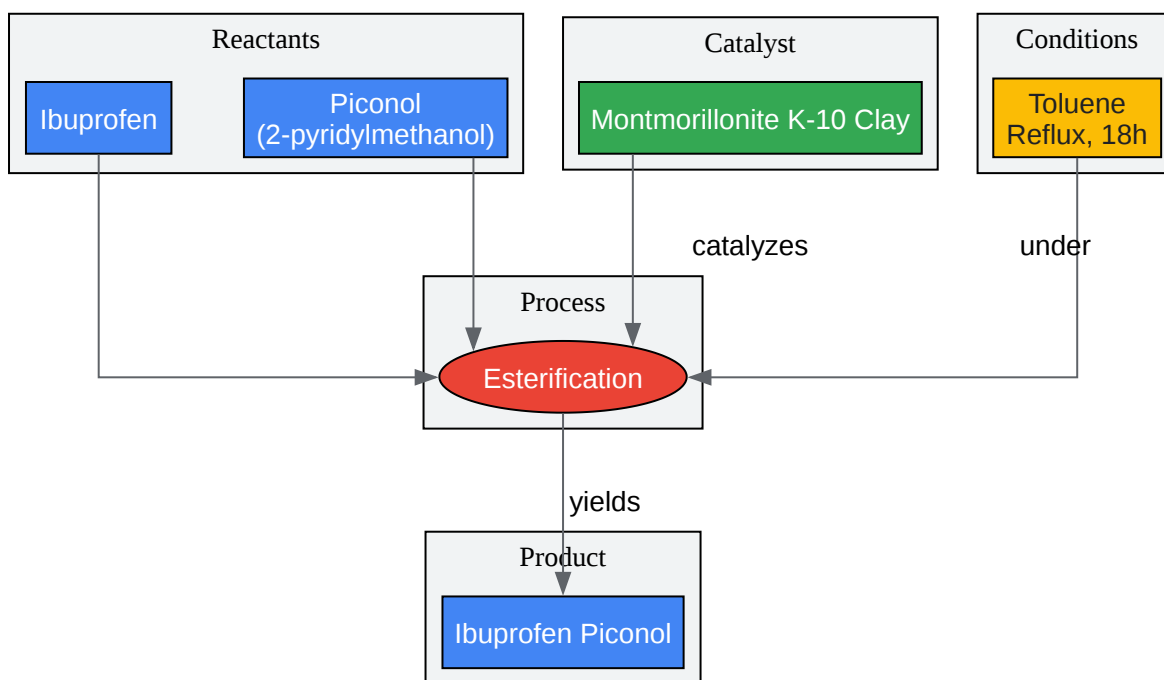 Reactants
Catalyst
Conditions
Ibuprofen
Piconol
(2-pyridylmethanol)
Montmorillonite K-10 Clay
Toluene
Reflux, 18h
catalyzes
under
Process
Esterification
yields
Product
Ibuprofen Piconol